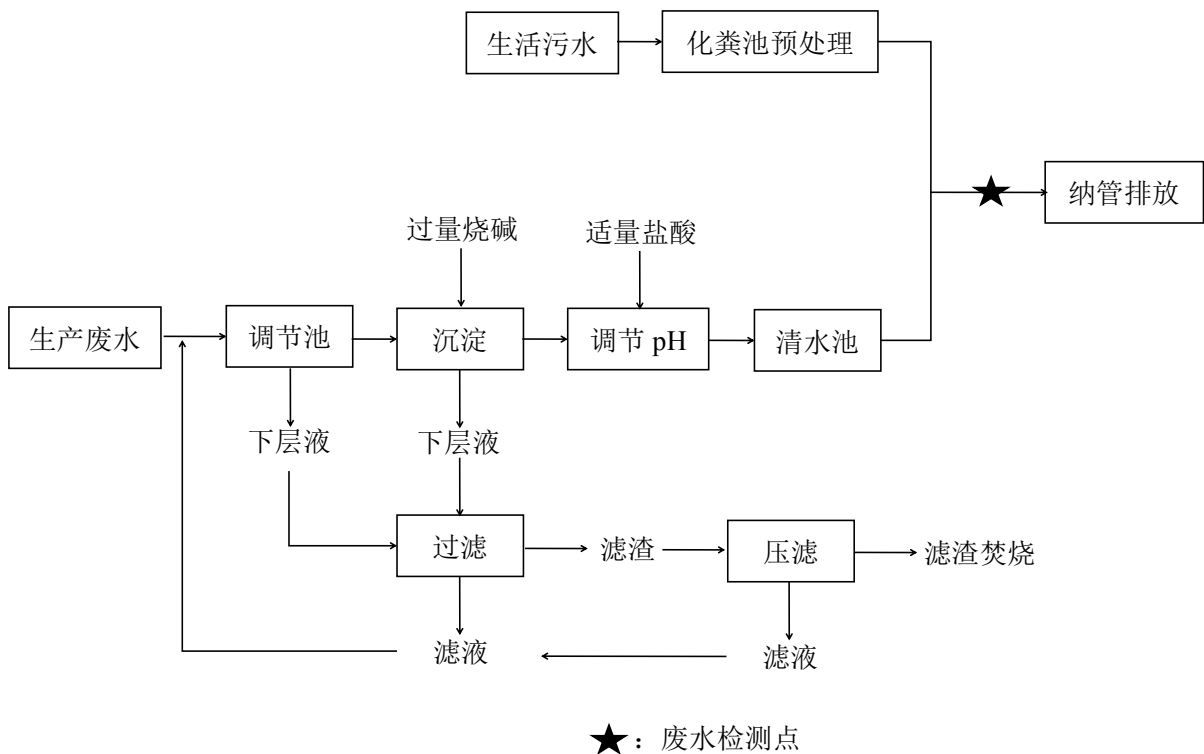 生活污水
化粪池预处理
纳管排放
过量烧碱
适量盐酸
生产废水
调节池
沉淀
调节 pH
清水池
下层液
下层液
过滤
滤渣
压滤
滤渣焚烧
滤液
滤液
★：废水检测点